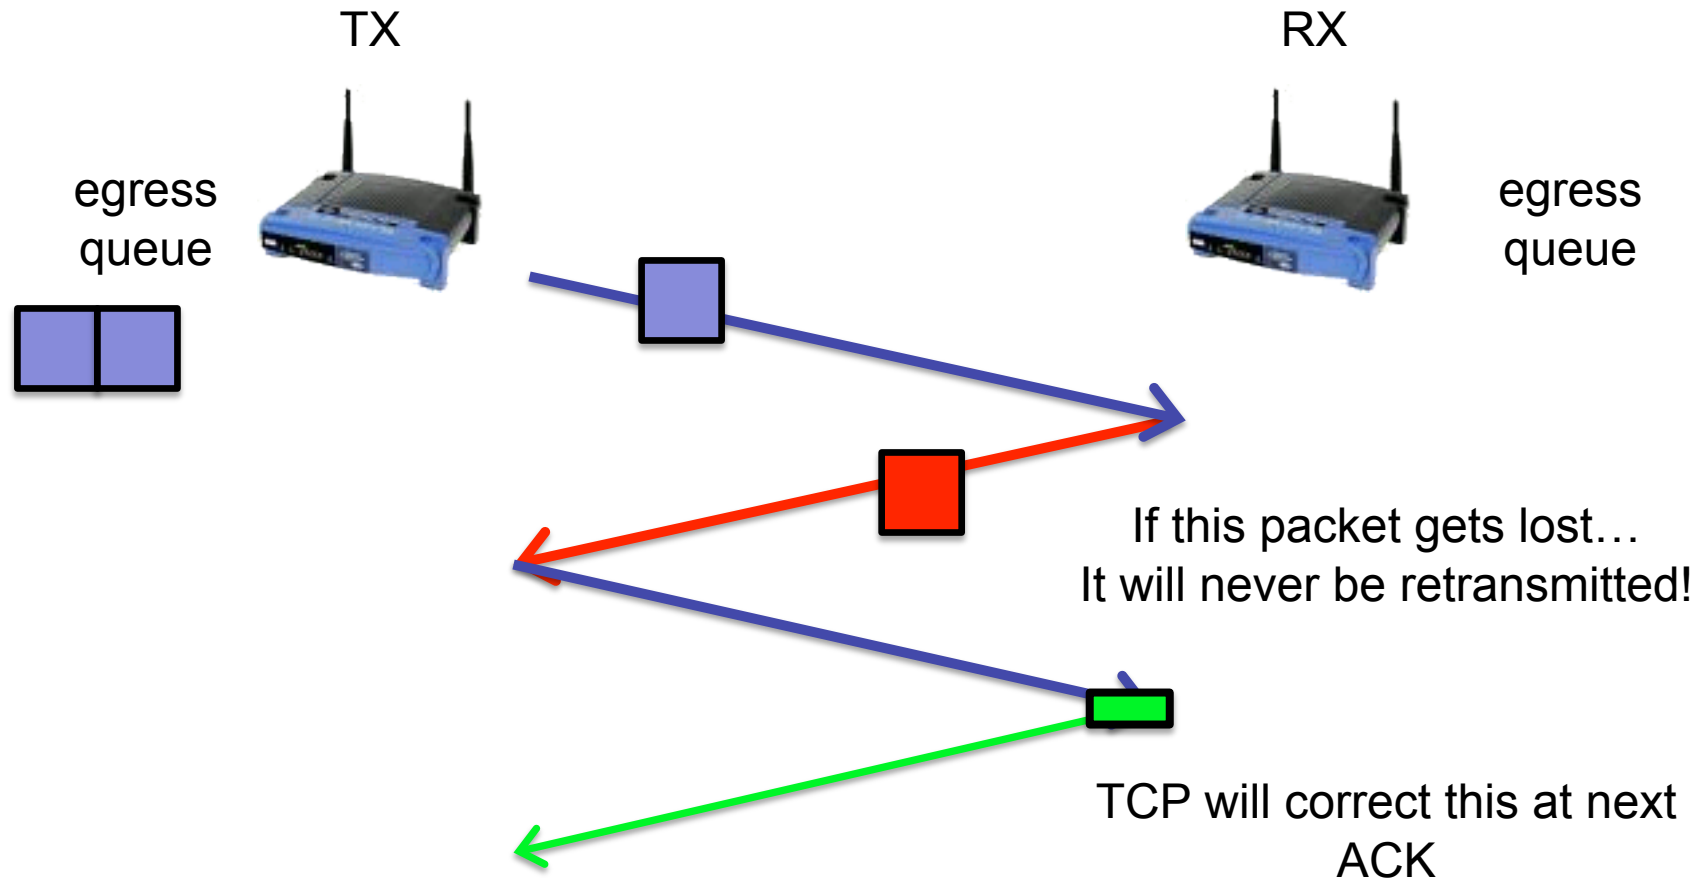 TX
RX
egress
queue
egress
queue
If this packet gets lost…
It will never be retransmitted!
TCP will correct this at next
ACK